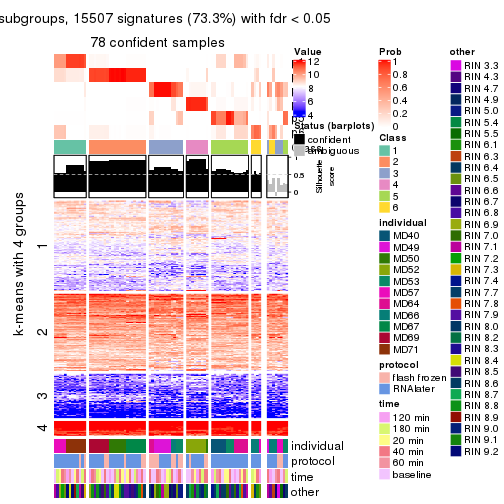 subgroups, 15507 signatures (73.3%) with fdr < 0.05
78 confident samples
k-means with 4 groups
1
2
3
4
Value
12
10
8
6
4
Status (barplots)
confident
ambiguous
1
0.5
0
Silhouette
score
individual
protocol
time
other
Prob
1
0.8
0.6
0.4
0.2
0
Class
1
2
3
4
5
6
individual
MD40
MD49
MD50
MD52
MD53
MD57
MD64
MD66
MD67
MD69
MD71
protocol
flash frozen
RNAlater
time
120 min
180 min
20 min
40 min
60 min
baseline
other
RIN 3.3
RIN 4.3
RIN 4.7
RIN 4.9
RIN 5.0
RIN 5.4
RIN 5.5
RIN 6.1
RIN 6.3
RIN 6.4
RIN 6.5
RIN 6.6
RIN 6.7
RIN 6.8
RIN 6.9
RIN 7.0
RIN 7.1
RIN 7.2
RIN 7.3
RIN 7.4
RIN 7.5
RIN 7.6
RIN 7.7
RIN 7.8
RIN 7.9
RIN 8.0
RIN 8.2
RIN 8.3
RIN 8.4
RIN 8.5
RIN 8.6
RIN 8.7
RIN 8.8
RIN 8.9
RIN 9.0
RIN 9.1
RIN 9.2